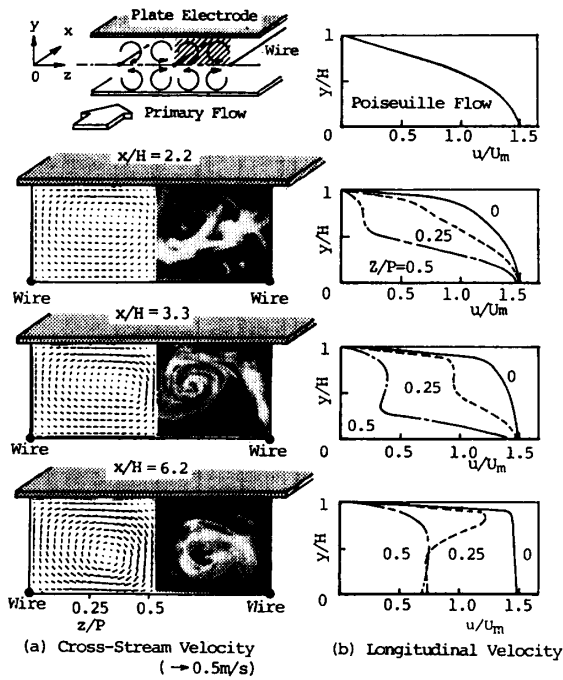 Plate Electrode
y
x
0
z
Wire
Primary Flow
1
y/H
Poiseuille Flow
0
0.5
1.0
1.5
u/Um
x/H = 2.2
Wire
Wire
1
y/H
0
0.25
Z/P=0.5
0
0.5
1.0
1.5
u/Um
x/H = 3.3
Wire
Wire
1
y/H
0
0.25
0.5
0
0.5
1.0
1.5
u/Um
x/H = 6.2
Wire
0.25
0.5
Wire
z/P
1
y/H
0.5
0.25
0
0
0.5
1.0
1.5
u/Um
(a) Cross-Stream Velocity
(→0.5m/s)
(b) Longitudinal Velocity